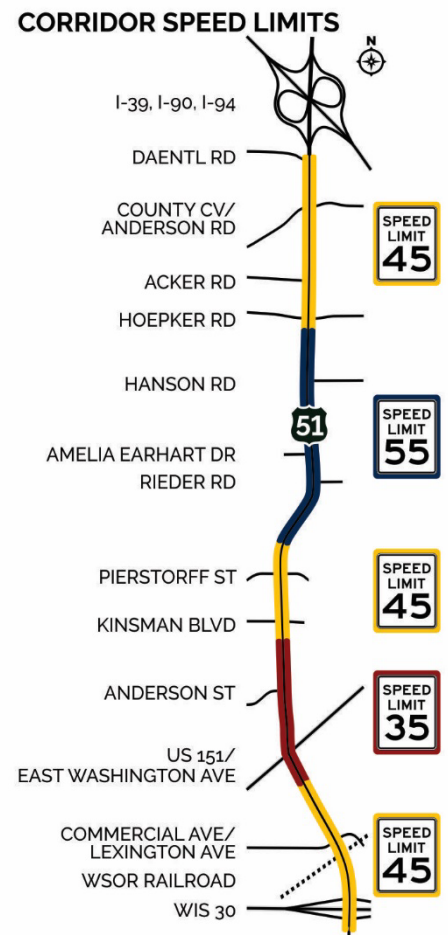 CORRIDOR SPEED LIMITS
N
I-39, I-90, I-94
DAENTL RD
COUNTY CV/
ANDERSON RD
SPEED
LIMIT
45
ACKER RD
HOEPKER RD
HANSON RD
51
SPEED
LIMIT
55
AMELIA EARHART DR
RIEDER RD
PIERSTORFF ST
SPEED
LIMIT
45
KINSMAN BLVD
ANDERSON ST
SPEED
LIMIT
35
US 151/
EAST WASHINGTON AVE
COMMERCIAL AVE/
LEXINGTON AVE
SPEED
LIMIT
45
WSOR RAILROAD
WIS 30